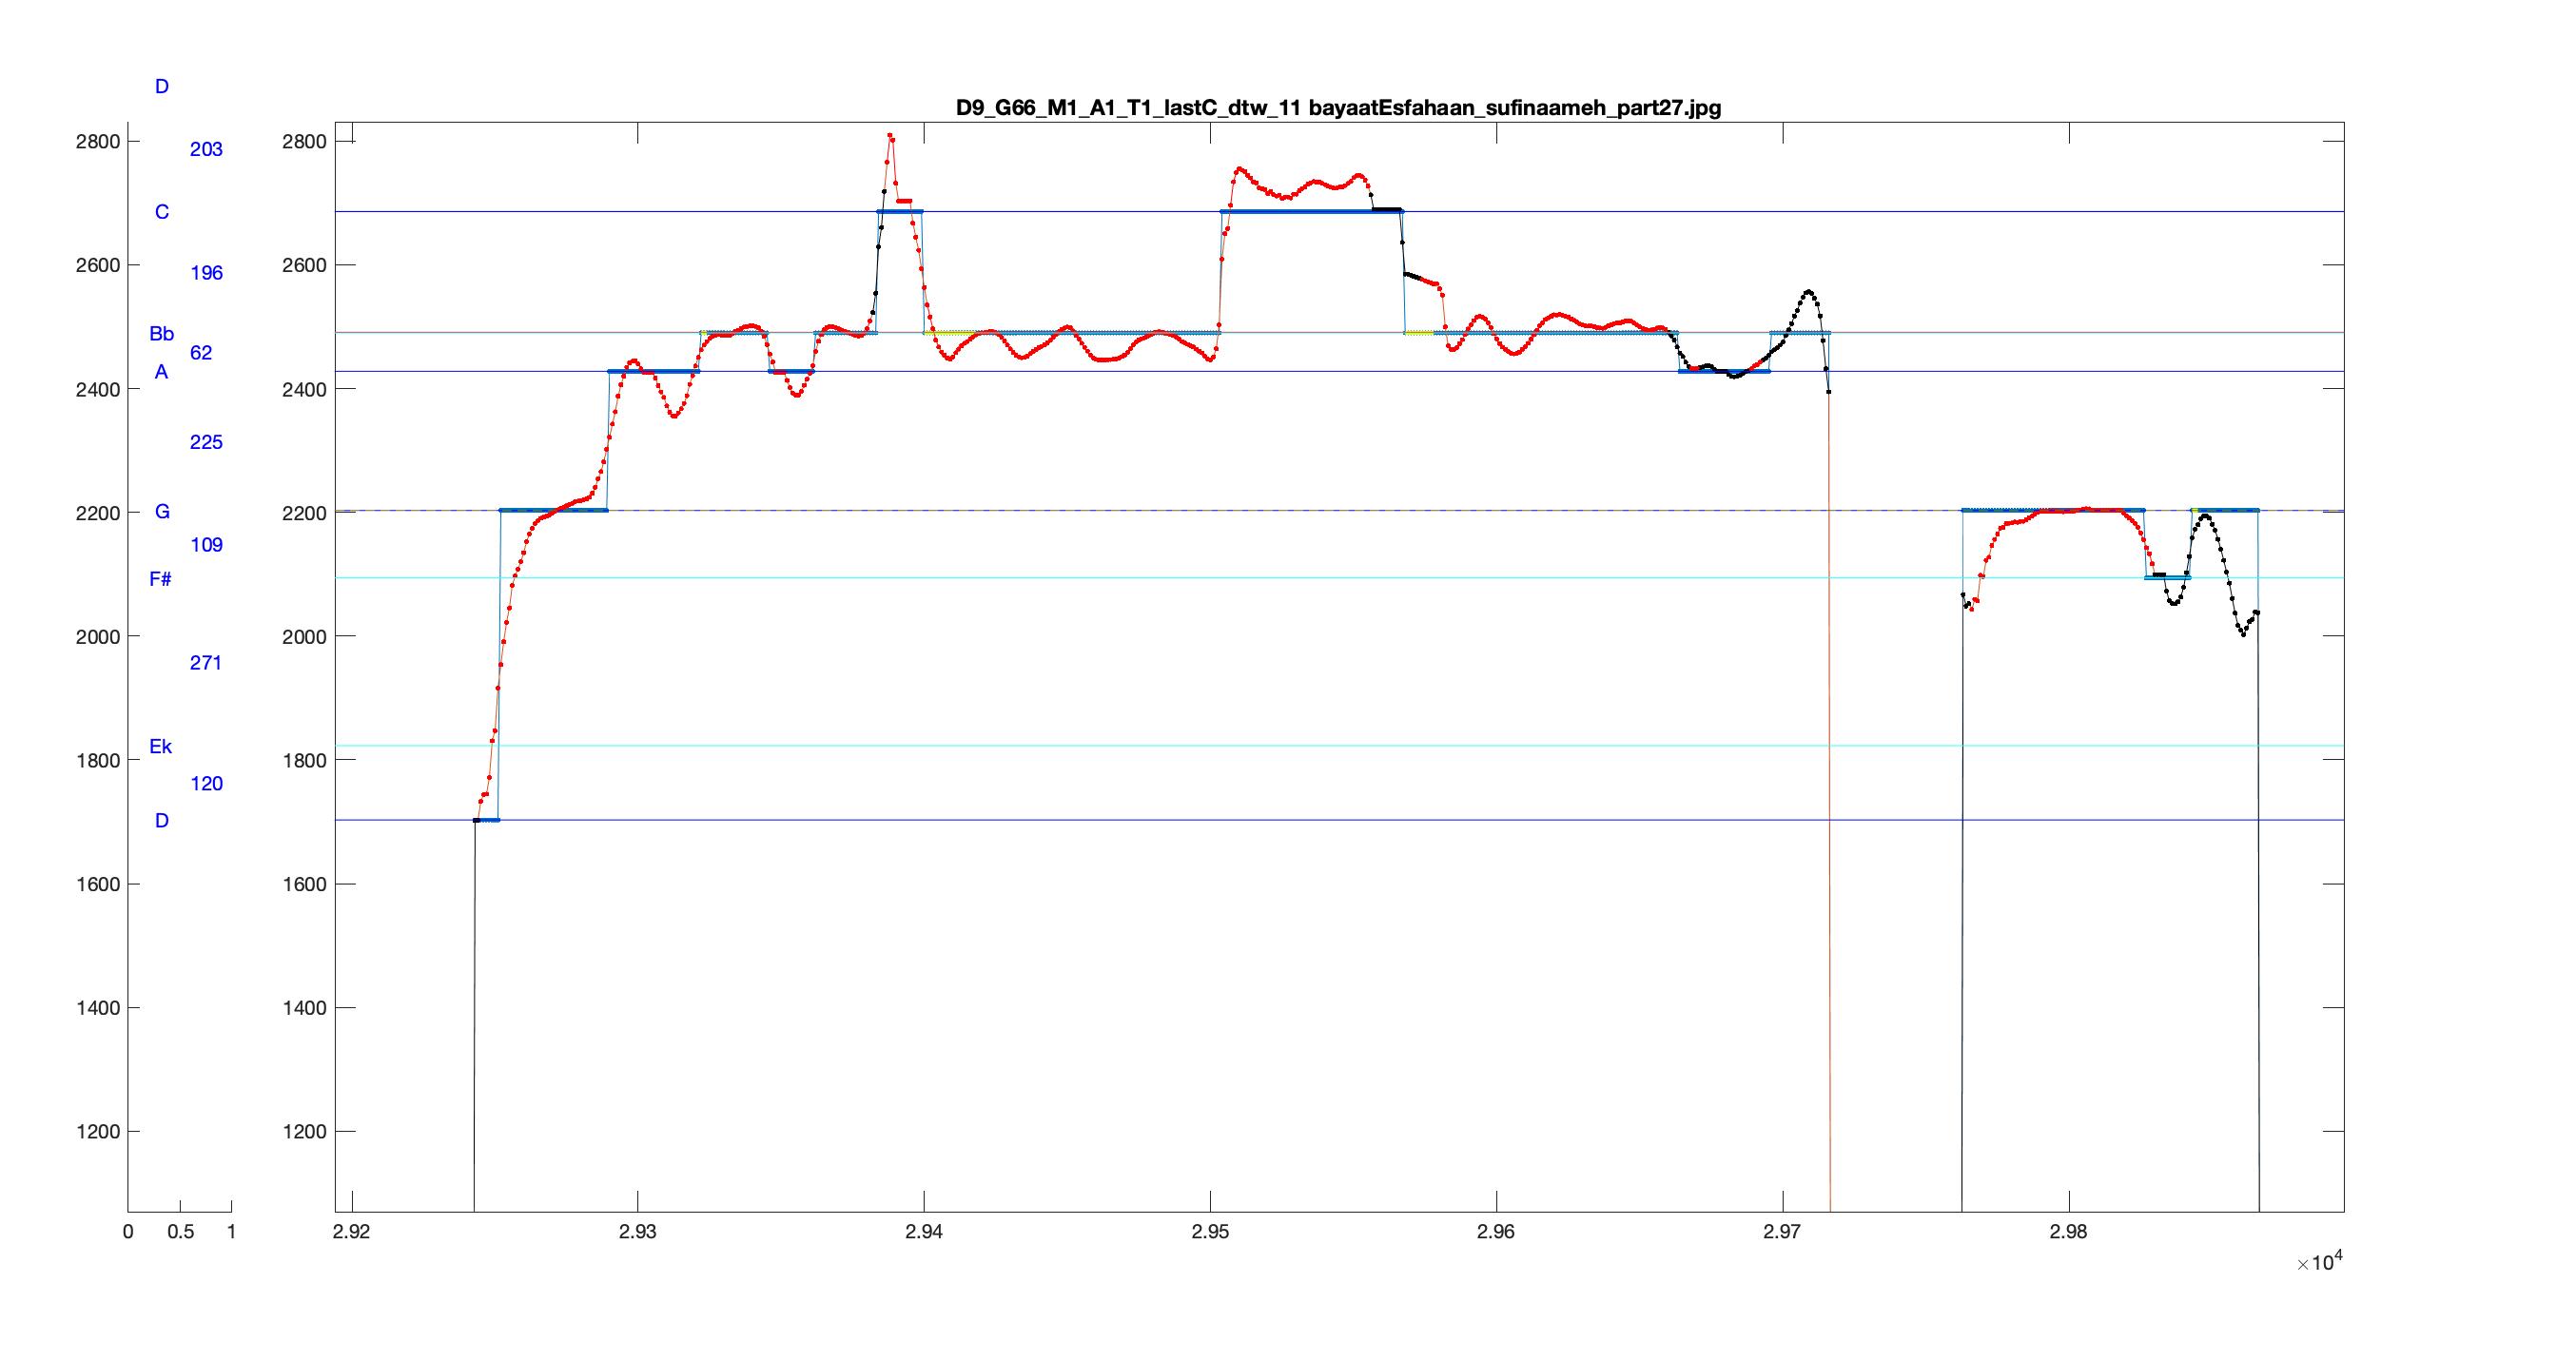 D9_G66_M1_A1_T1_lastC_dtw_11 bayaatEsfahaan_sufinaameh_part27.jpg
D
2800
203
2800
C
2600
196
2600
Bb
62
A
2400
2400
225
2200
G
2200
109
F#
2000
2000
271
Ek
1800
1800
120
D
1600
1600
1400
1400
1200
1200
0 0.5 1
2.92 2.93 2.94 2.95 2.96 2.97 2.98
×10⁴